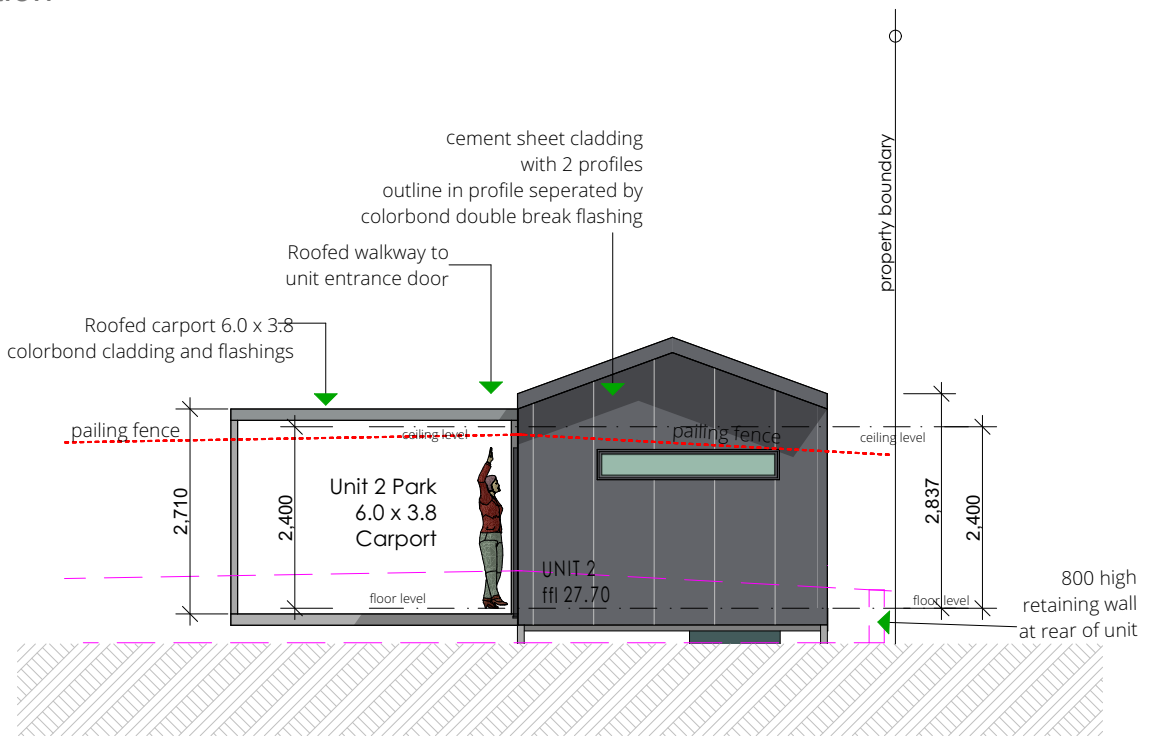 cement sheet cladding
with 2 profiles
outline in profile seperated by
colorbond double break flashing
Roofed walkway to
unit entrance door
Roofed carport 6.0 x 3.8
colorbond cladding and flashings
property boundary
pailing fence
ceiling level
pailing fence
ceiling level
2,710
2,400
Unit 2 Park
6.0 x 3.8
Carport
2,837
2,400
UNIT 2
ffl 27.70
floor level
floor level
800 high
retaining wall
at rear of unit